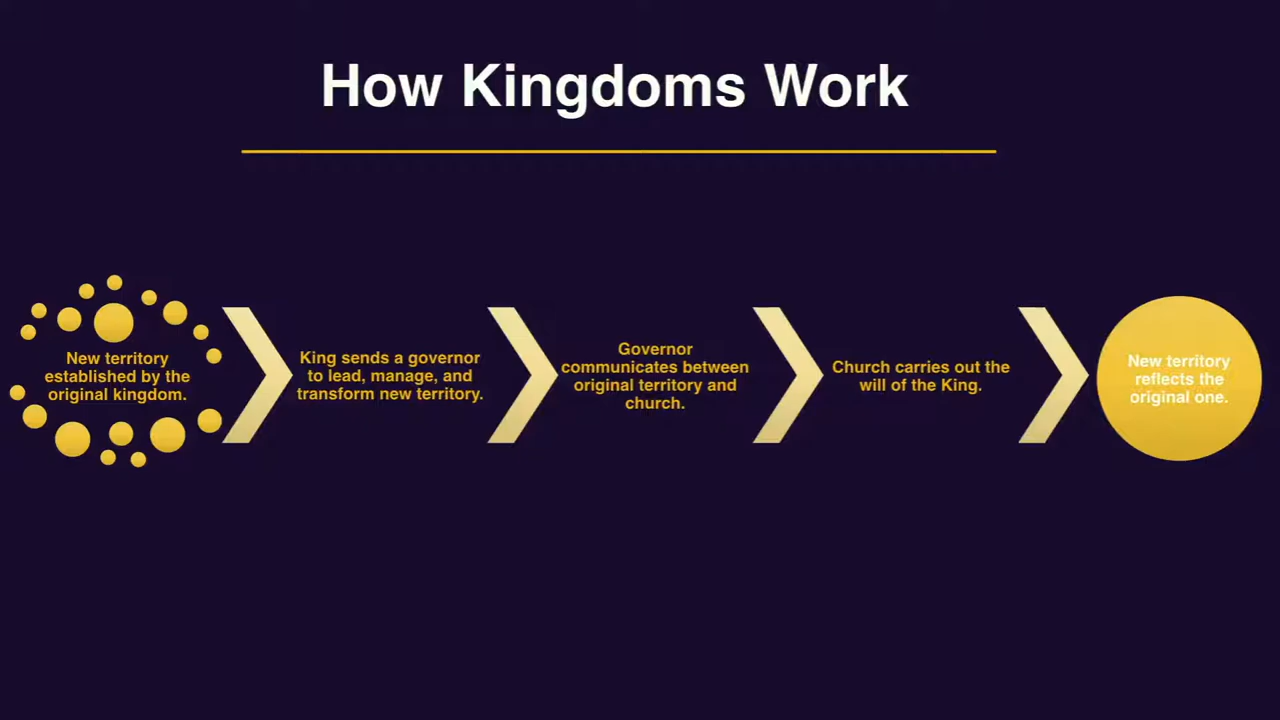 How Kingdoms Work
New territory
established by the
original kingdom.
King sends a governor
to lead, manage, and
transform new territory.
Governor
communicates between
original territory and
church.
Church carries out the
will of the King.
New territory
reflects the
original one.